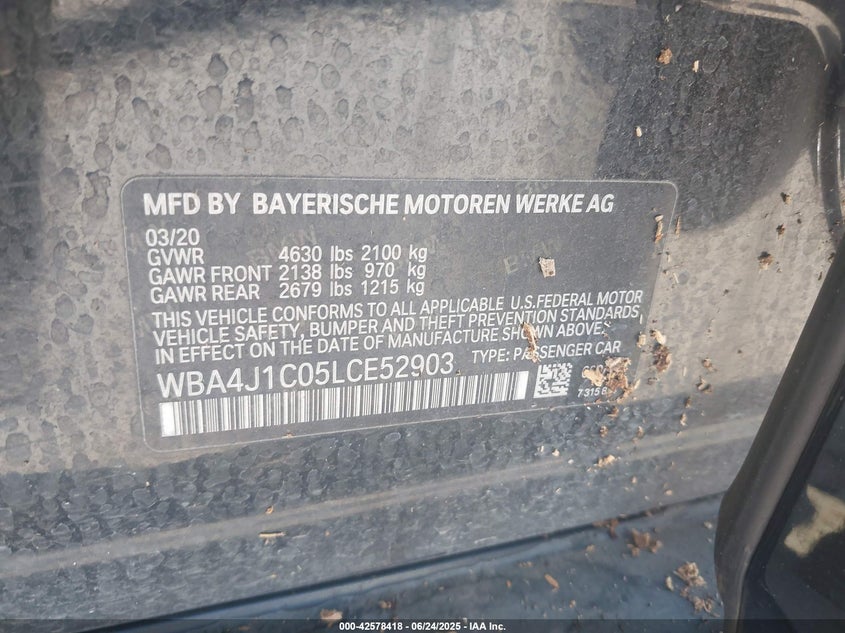 MFD BY BAYERISCHE MOTOREN WERKE AG
03/20
GVWR 4630 lbs 2100 kg
GAWR FRONT 2138 lbs 970 kg
GAWR REAR 2679 lbs 1215 kg
THIS VEHICLE CONFORMS TO ALL APPLICABLE U.S.FEDERAL MOTOR
VEHICLE SAFETY, BUMPER AND THEFT PREVENTION STANDARDS
IN EFFECT ON THE DATE OF MANUFACTURE SHOWN ABOVE.
WBA4J1C05LCE52903 TYPE: PASSENGER CAR
000-42578418 - 06/24/2025 - IAA Inc.